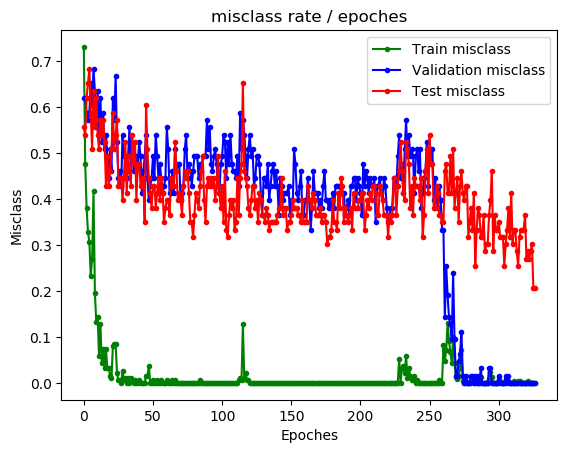 misclass rate / epoches
Train misclass
Validation misclass
Test misclass
Misclass
0.7
0.6
0.5
0.4
0.3
0.2
0.1
0.0
0 50 100 150 200 250 300
Epoches